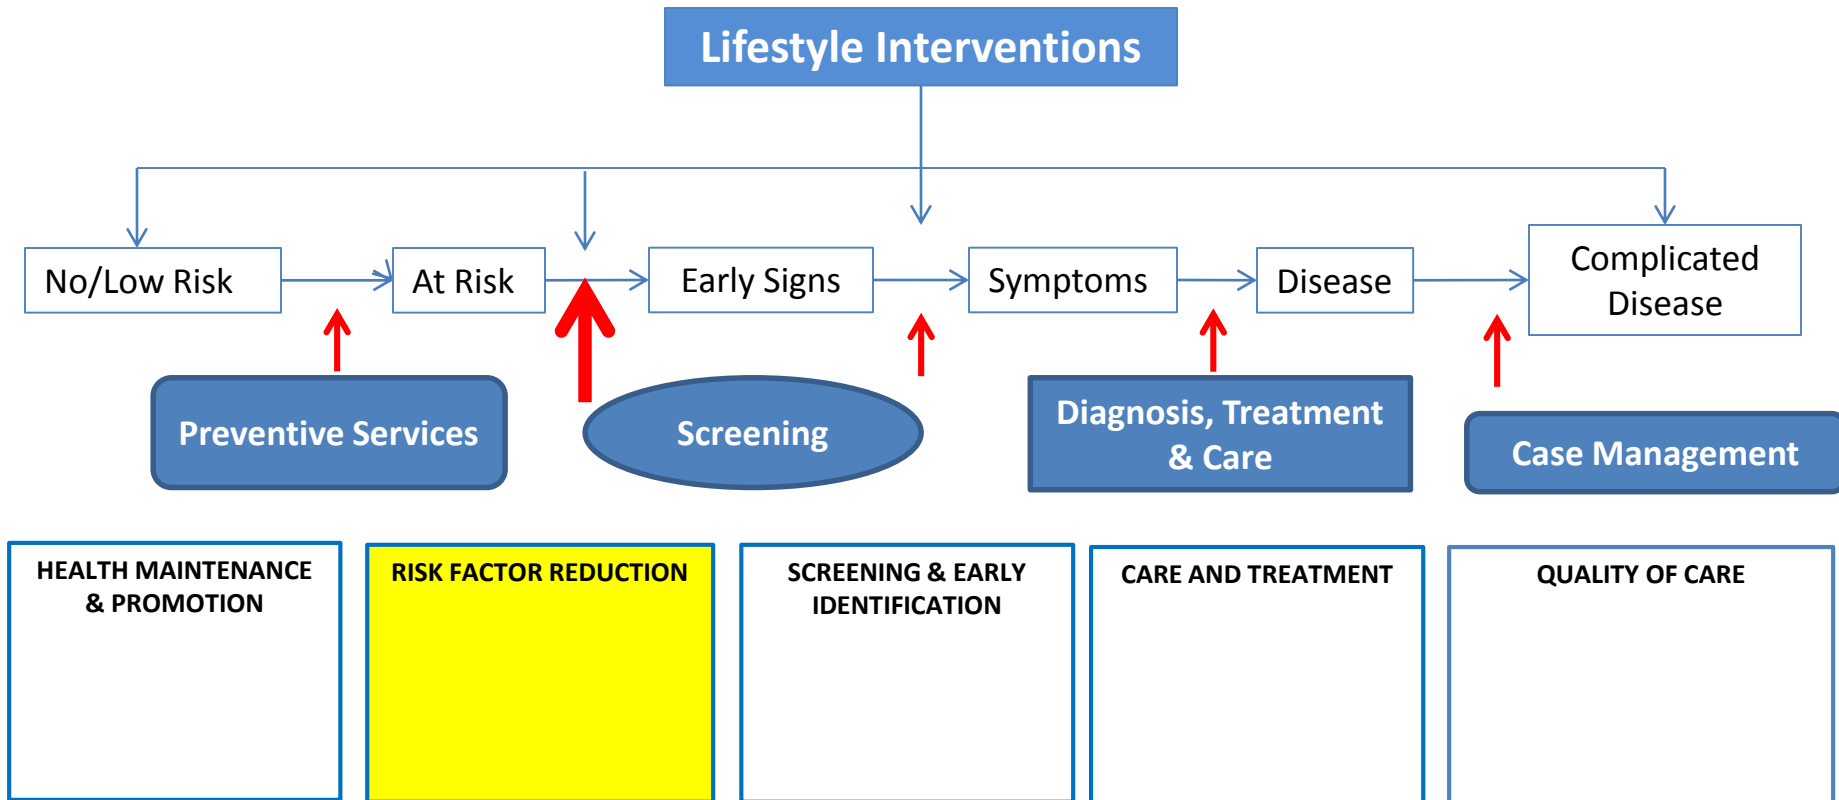 Lifestyle Interventions
No/Low Risk
At Risk
Early Signs
Symptoms
Disease
Complicated
Disease
Preventive Services
Screening
Diagnosis, Treatment
& Care
Case Management
HEALTH MAINTENANCE
& PROMOTION
RISK FACTOR REDUCTION
SCREENING & EARLY
IDENTIFICATION
CARE AND TREATMENT
QUALITY OF CARE